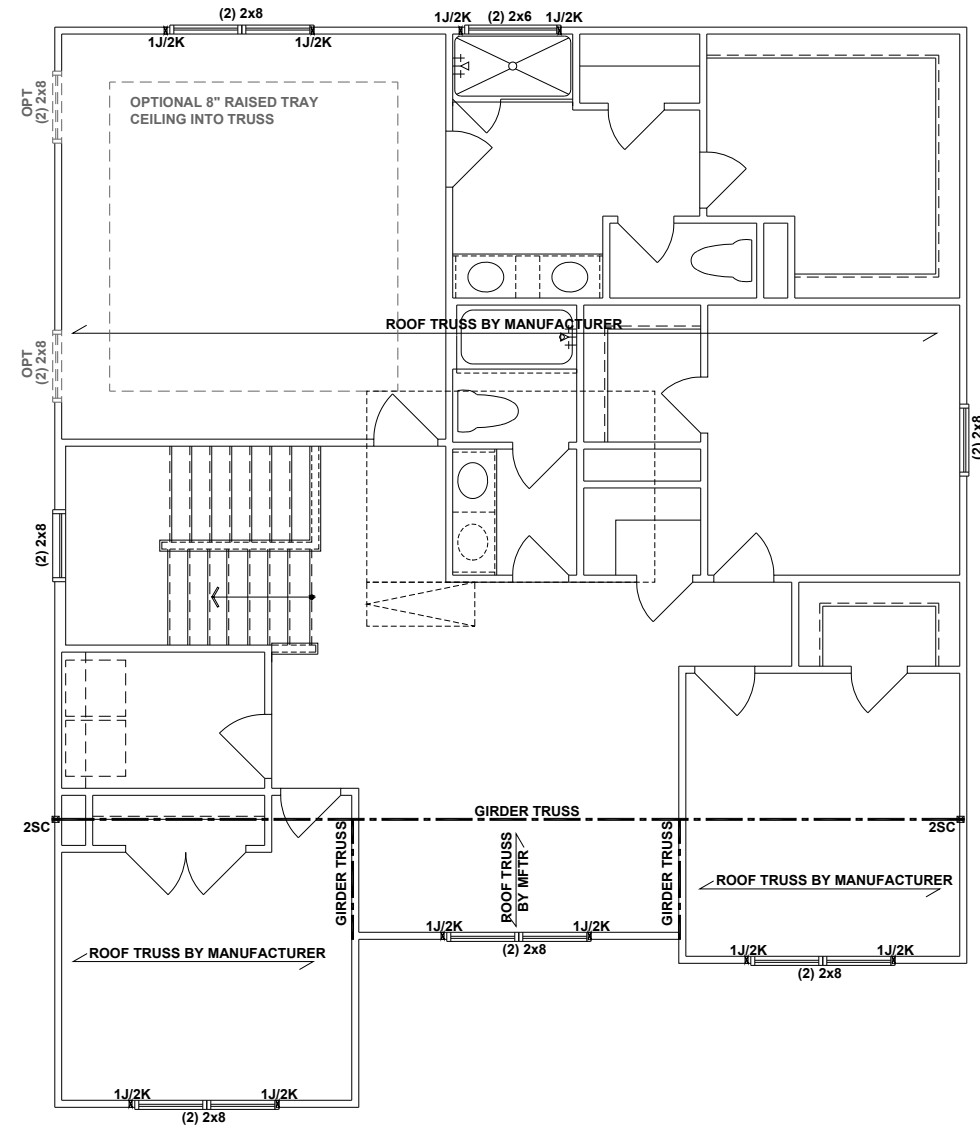 (2) 2x8
1J/2K
1J/2K
1J/2K
(2) 2x6
1J/2K
OPT
(2) 2x8
OPTIONAL 8" RAISED TRAY
CEILING INTO TRUSS
ROOF TRUSS BY MANUFACTURER
OPT
(2) 2x8
(2) 2x8
(2) 2x8
GIRDER TRUSS
2SC
2SC
GIRDER TRUSS
ROOF TRUSS
BY MFTR
GIRDER TRUSS
ROOF TRUSS BY MANUFACTURER
1J/2K
1J/2K
(2) 2x8
ROOF TRUSS BY MANUFACTURER
1J/2K
1J/2K
(2) 2x8
1J/2K
1J/2K
(2) 2x8